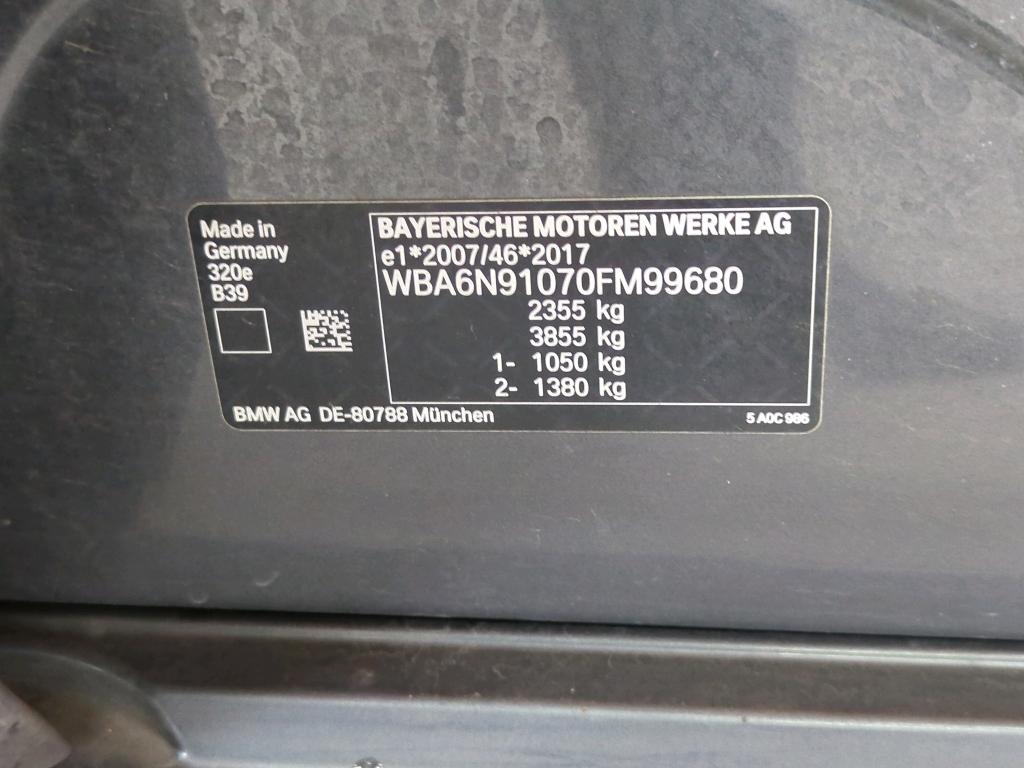 Made in
Germany
320e
B39
BAYERISCHE MOTOREN WERKE AG
e1*2007/46*2017
WBA6N91070FM99680
2355 kg
3855 kg
1- 1050 kg
2- 1380 kg
BMW AG DE-80788 München
5 A0C 986